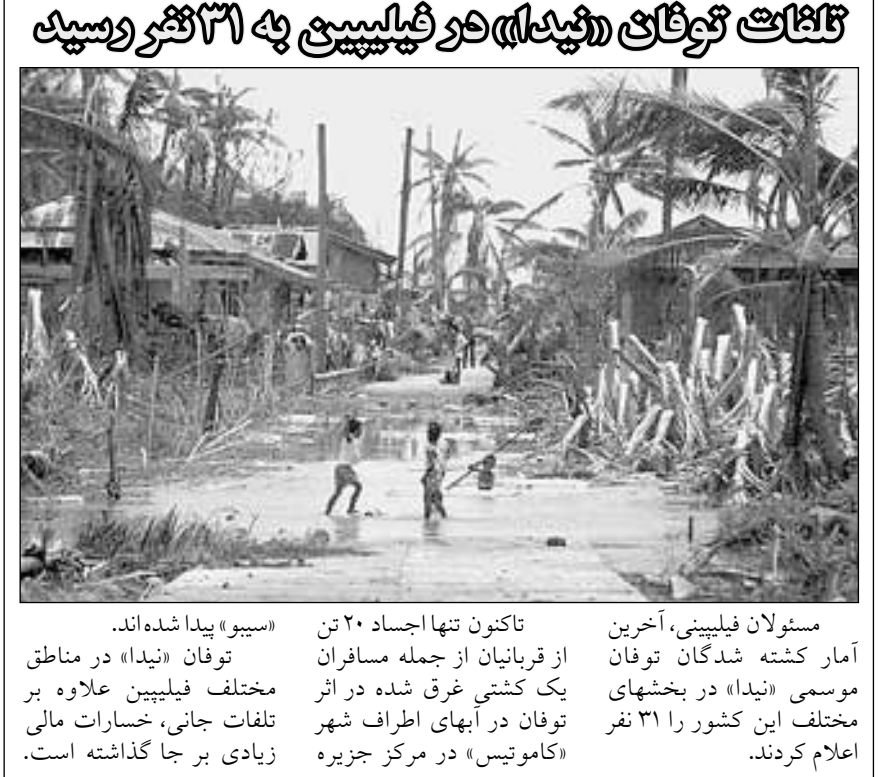 تلفات توفان «نیدا» در فیلیپین به ۳۱ نفر رسید
مسئولان فیلیپینی، آخرین
آمار کشته شدگان توفان
موسمی «نیدا» در بخشهای
مختلف این کشور را ۳۱ نفر
اعلام کردند.
تاکنون تنها اجساد ۲۰ تن
از قربانیان از جمله مسافران
یک کشتی غرق شده در اثر
توفان در آبهای اطراف شهر
«کاموتیس» در مرکز جزیره
«سیبو» پیدا شده‌اند.
توفان «نیدا» در مناطق
مختلف فیلیپین علاوه بر
تلفات جانی، خسارات مالی
زیادی بر جا گذاشته است.